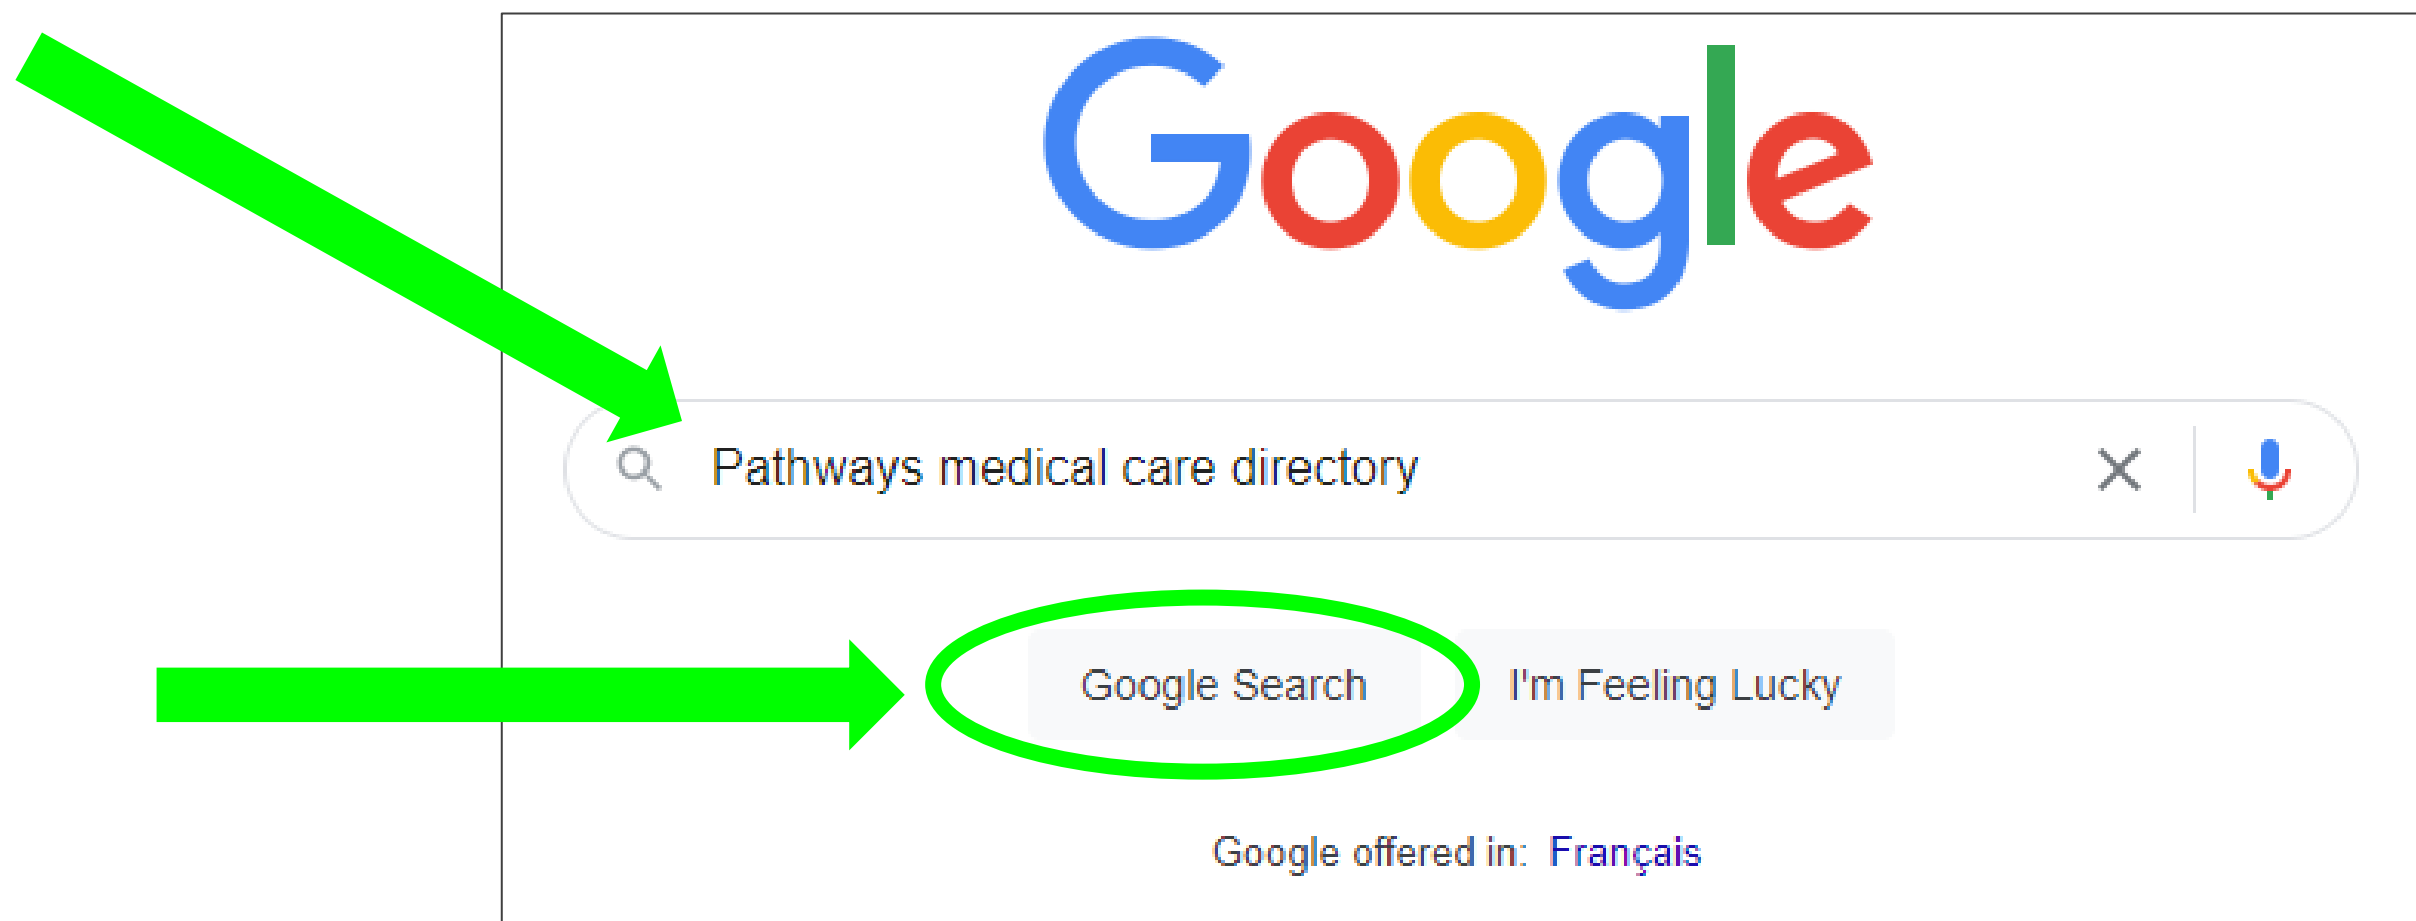 Google
Pathways medical care directory
Google Search I'm Feeling Lucky
Google offered in: Français